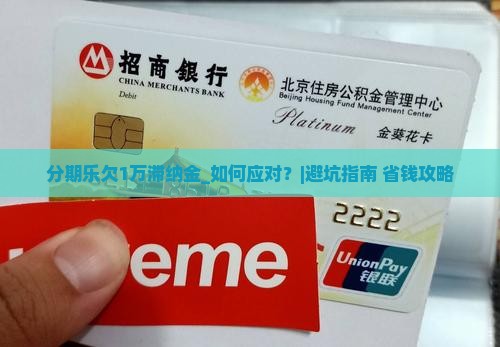 招商银行
CHINA MERCHANTS BANK
Debit
北京住房公积金管理中心
Beijing Housing Fund Management Center
Platinum
金葵花卡
分期乐欠1万滞纳金_如何应对？|避坑指南 省钱攻略
2222
eme
UnionPay
银联